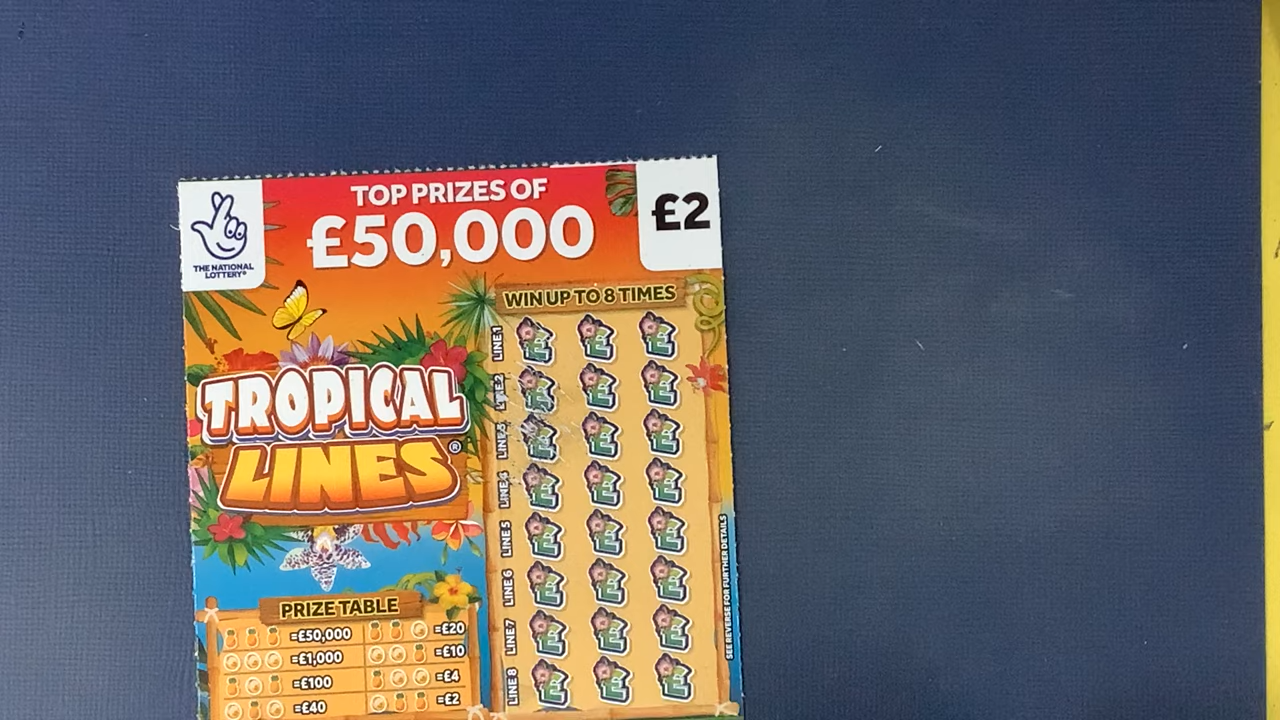 TOP PRIZES OF
£50,000
£2
THE NATIONAL
LOTTERY®
WIN UP TO 8 TIMES
TROPICAL
LINES®
LINE 1
LINE 2
LINE 3
LINE 4
LINE 5
LINE 6
LINE 7
LINE 8
PRIZE TABLE
=£50,000
=£20
=£1,000
=£10
=£100
=£4
=£40
=£2
SEE REVERSE FOR FURTHER DETAILS